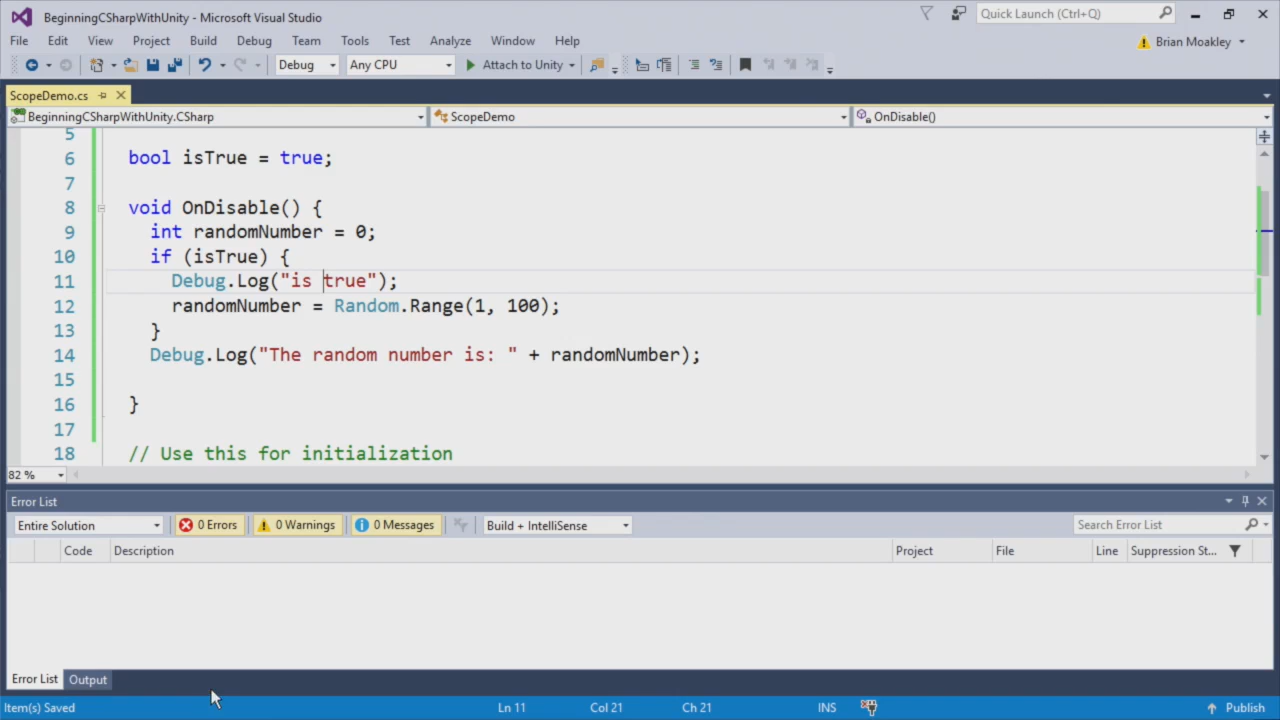 BeginningCSharpWithUnity - Microsoft Visual Studio
Quick Launch (Ctrl+Q)
File Edit View Project Build Debug Team Tools Test Analyze Window Help
Brian Moakley
Debug Any CPU Attach to Unity
ScopeDemo.cs
BeginningCSharpWithUnity.CSharp ScopeDemo OnDisable()
5
6 bool isTrue = true;
7
8 void OnDisable() {
9 int randomNumber = 0;
10 if (isTrue) {
11 Debug.Log("is true");
12 randomNumber = Random.Range(1, 100);
13 }
14 Debug.Log("The random number is: " + randomNumber);
15
16 }
17
18 // Use this for initialization
82 %
Error List
Entire Solution 0 Errors 0 Warnings 0 Messages Build + IntelliSense Search Error List
Code Description Project File Line Suppression St...
Error List Output
Item(s) Saved Ln 11 Col 21 Ch 21 INS Publish